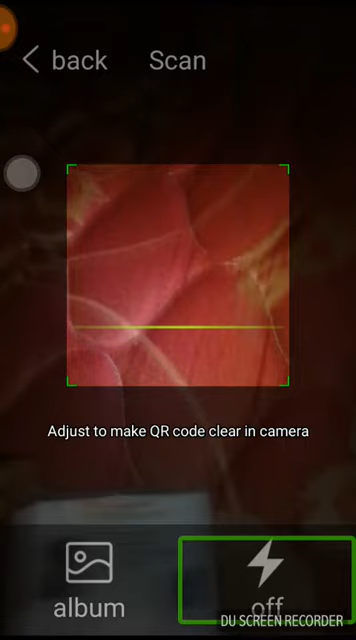 back Scan
Adjust to make QR code clear in camera
album off
DU SCREEN RECORDER